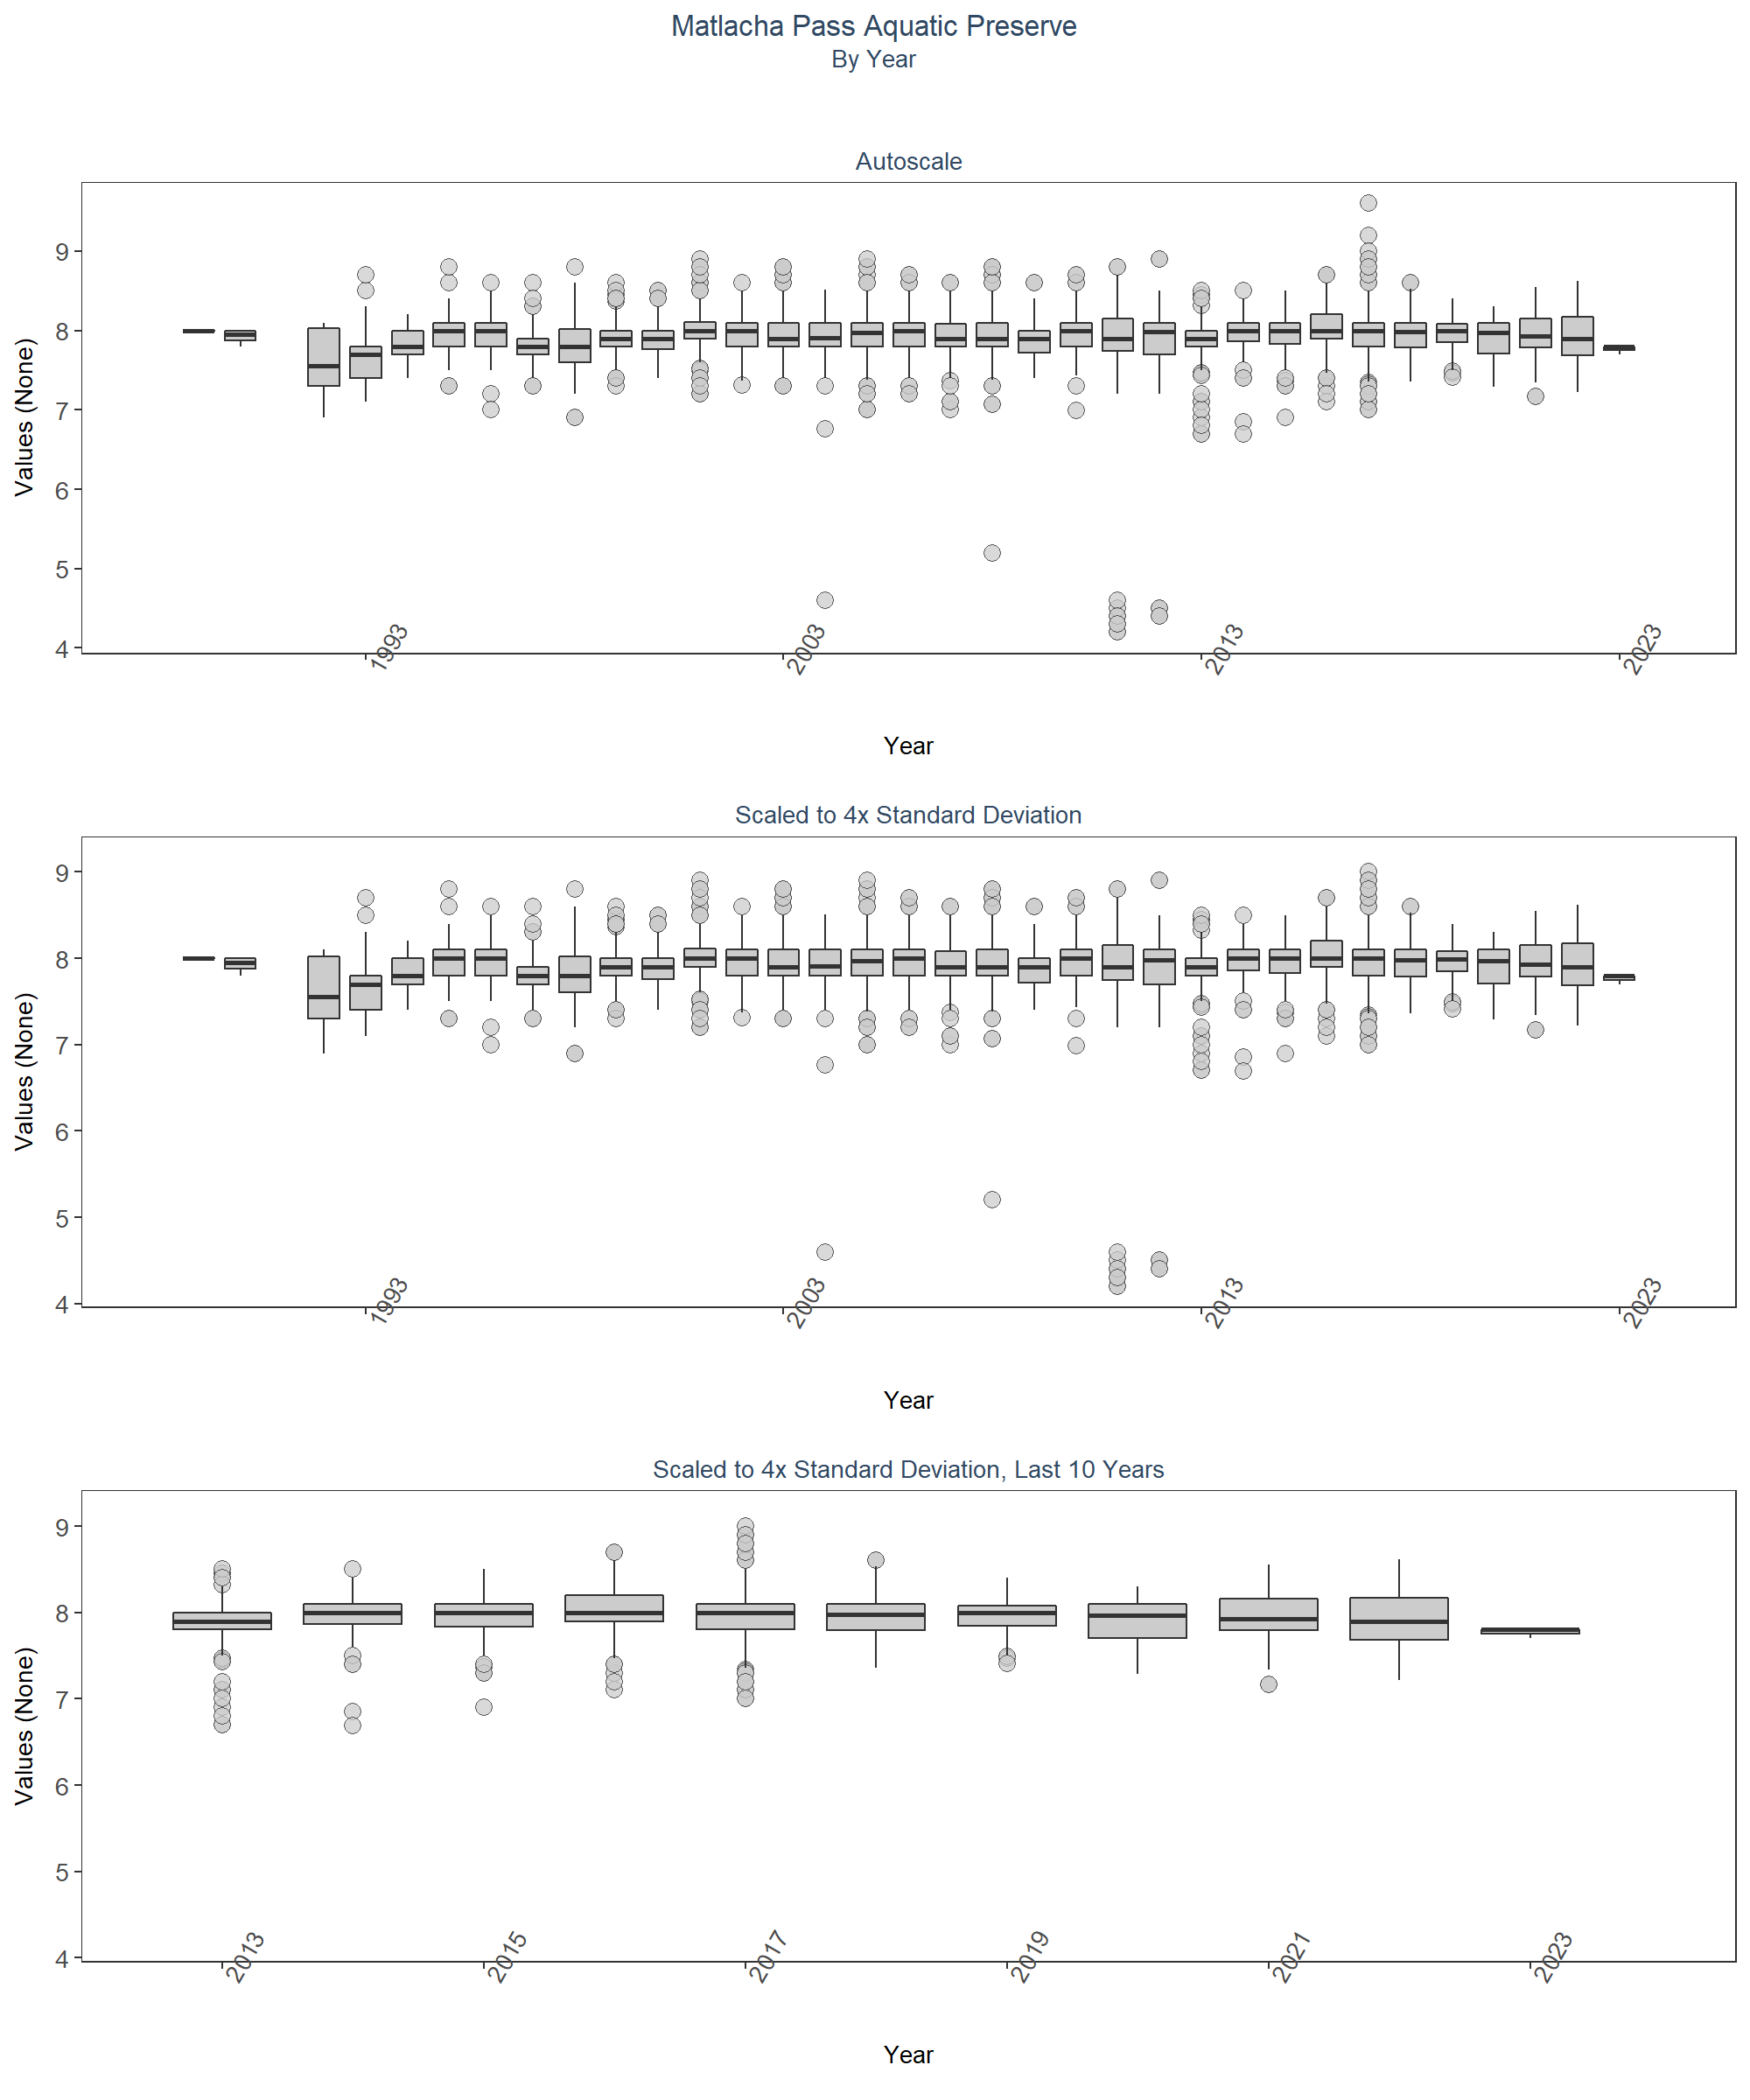 Matlacha Pass Aquatic Preserve
By Year
Autoscale
Values (None)
9
8
7
6
5
4
1993
2003
2013
2023
Year
Scaled to 4x Standard Deviation
Values (None)
9
8
7
6
5
4
1993
2003
2013
2023
Year
Scaled to 4x Standard Deviation, Last 10 Years
Values (None)
9
8
7
6
5
4
2013
2015
2017
2019
2021
2023
Year